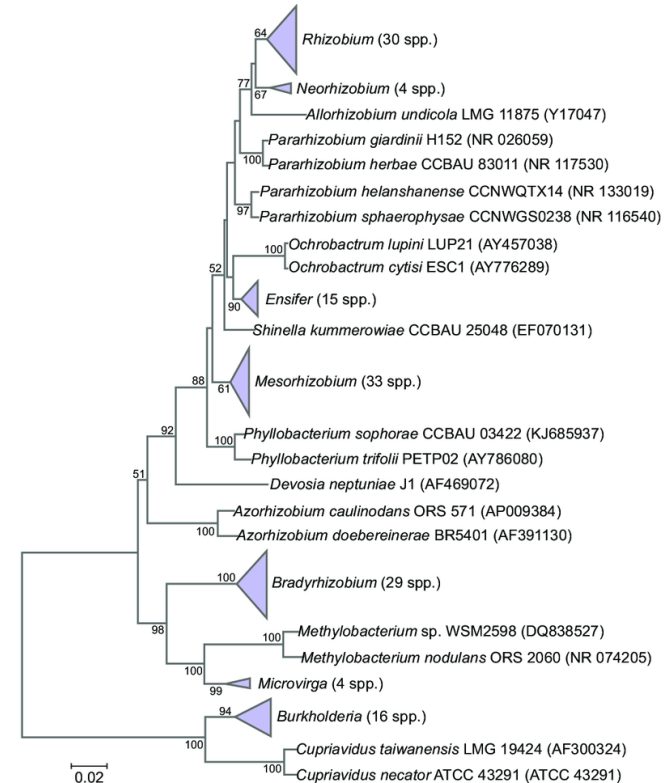 64
Rhizobium (30 spp.)
77
67
Neorhizobium (4 spp.)
Allorhizobium undicola LMG 11875 (Y17047)
Pararhizobium giardinii H152 (NR 026059)
100
Pararhizobium herbae CCBAU 83011 (NR 117530)
Pararhizobium helanshanense CCNWQTX14 (NR 133019)
97
Pararhizobium sphaerophysae CCNWGS0238 (NR 116540)
100
Ochrobactrum lupini LUP21 (AY457038)
Ochrobactrum cytisi ESC1 (AY776289)
52
90
Ensifer (15 spp.)
Shinella kummerowiae CCBAU 25048 (EF070131)
88
61
Mesorhizobium (33 spp.)
92
100
Phyllobacterium sophorae CCBAU 03422 (KJ685937)
Phyllobacterium trifolii PETP02 (AY786080)
51
Devosia neptuniae J1 (AF469072)
Azorhizobium caulinodans ORS 571 (AP009384)
100
Azorhizobium doebereinerae BR5401 (AF391130)
100
Bradyrhizobium (29 spp.)
98
100
Methylobacterium sp. WSM2598 (DQ838527)
Methylobacterium nodulans ORS 2060 (NR 074205)
100
99
Microvirga (4 spp.)
94
Burkholderia (16 spp.)
100
Cupriavidus taiwanensis LMG 19424 (AF300324)
100
Cupriavidus necator ATCC 43291 (ATCC 43291)
0.02